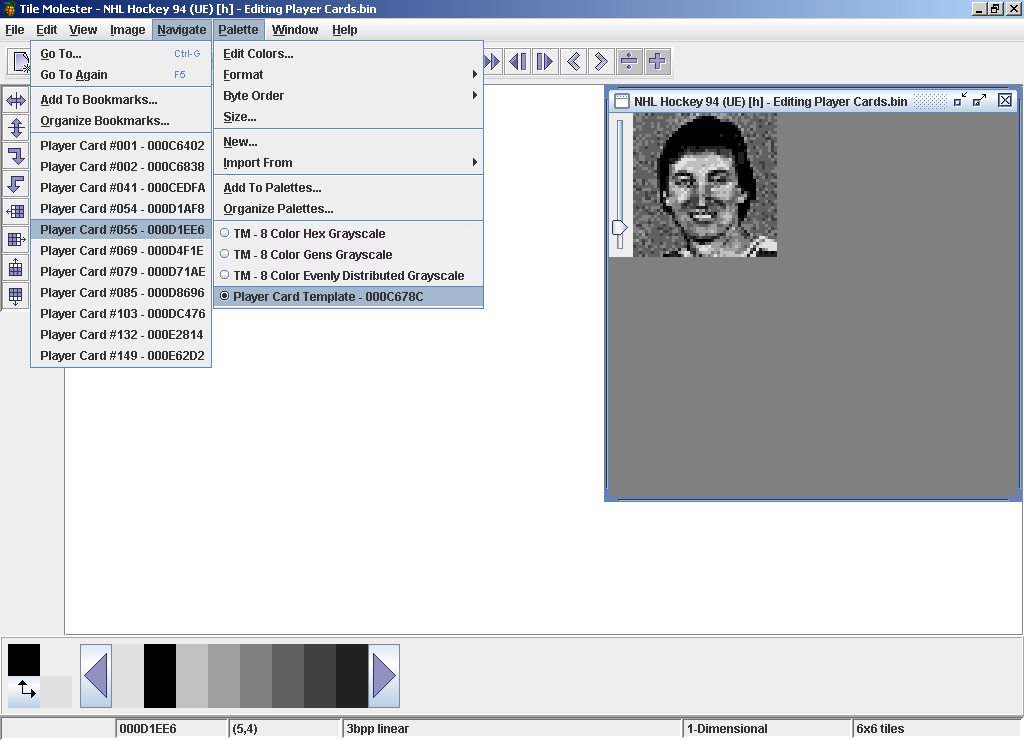 Tile Molester - NHL Hockey 94 (UE) [h] - Editing Player Cards.bin
File Edit View Image Navigate Palette Window Help
Go To... Ctrl-G
Go To Again F5
Add To Bookmarks...
Organize Bookmarks...
Player Card #001 - 000C6402
Player Card #002 - 000C6838
Player Card #041 - 000CEDFA
Player Card #054 - 000D1AF8
Player Card #055 - 000D1EE6
Player Card #069 - 000D4F1E
Player Card #079 - 000D71AE
Player Card #085 - 000D8696
Player Card #103 - 000DC476
Player Card #132 - 000E2814
Player Card #149 - 000E62D2
Edit Colors...
Format
Byte Order
Size...
New...
Import From
Add To Palettes...
Organize Palettes...
TM - 8 Color Hex Grayscale
TM - 8 Color Gens Grayscale
TM - 8 Color Evenly Distributed Grayscale
Player Card Template - 000C678C
NHL Hockey 94 (UE) [h] - Editing Player Cards.bin
000D1EE6 (5,4) 3bpp linear 1-Dimensional 6x6 tiles